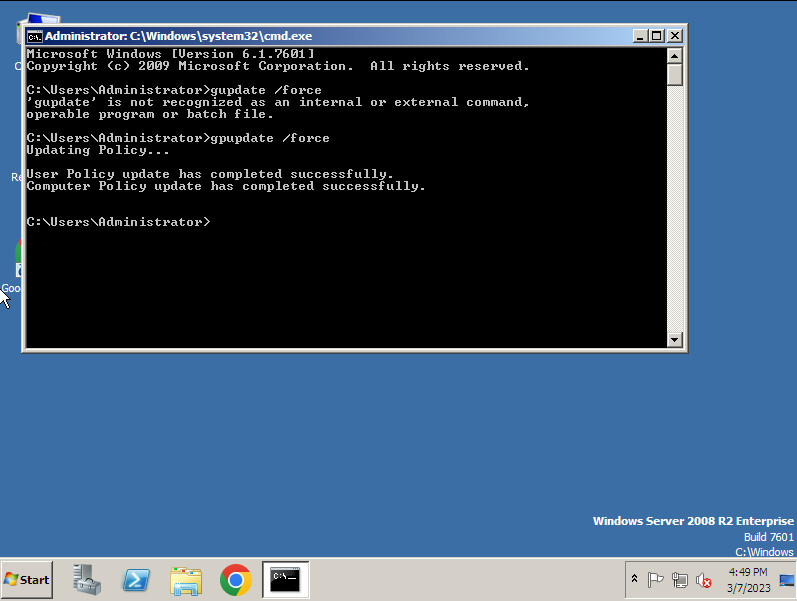 Administrator: C:\Windows\system32\cmd.exe
Microsoft Windows [Version 6.1.7601]
Copyright (c) 2009 Microsoft Corporation.  All rights reserved.
C:\Users\Administrator>gupdate /force
'gupdate' is not recognized as an internal or external command,
operable program or batch file.
C:\Users\Administrator>gpupdate /force
Updating Policy...
User Policy update has completed successfully.
Computer Policy update has completed successfully.
C:\Users\Administrator>
Re
Goo
Windows Server 2008 R2 Enterprise
Build 7601
C:\Windows
Start
4:49 PM
3/7/2023